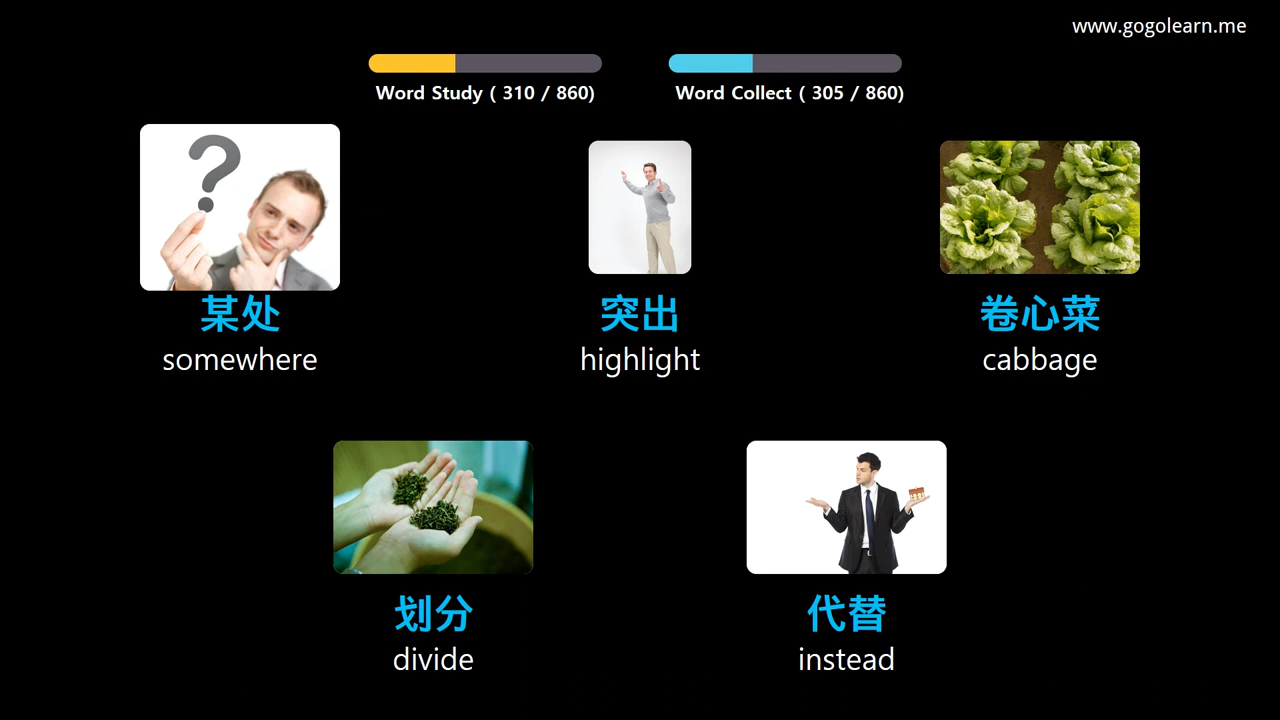 www.gogolearn.me
Word Study ( 310 / 860)
Word Collect ( 305 / 860)
?
某处
somewhere
突出
highlight
卷心菜
cabbage
划分
divide
代替
instead